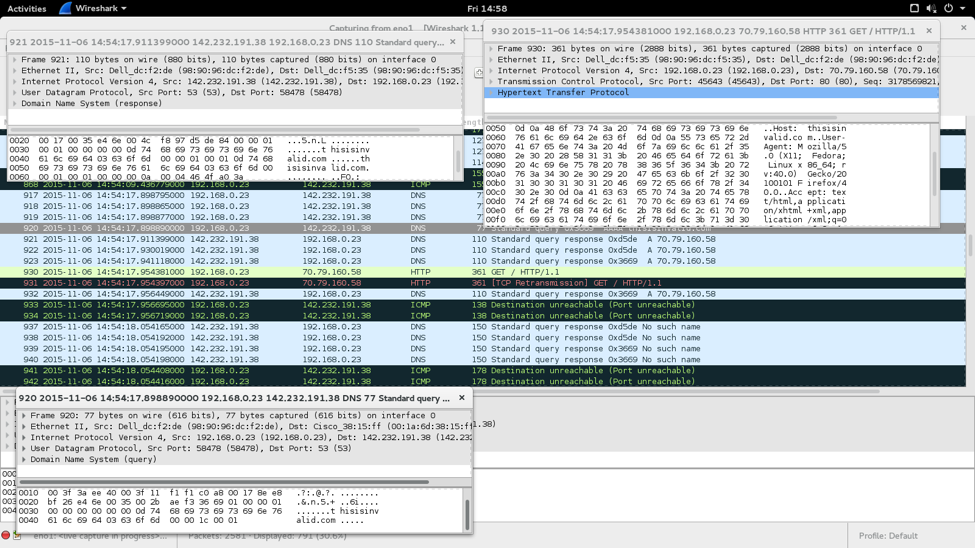 Activities Wireshark Fri 14:58
Capturing from eno1 [Wireshark 1.1
921 2015-11-06 14:54:17.911399000 142.232.191.38 192.168.0.23 DNS 110 Standard query...
Frame 921: 110 bytes on wire (880 bits), 110 bytes captured (880 bits) on interface 0
Ethernet II, Src: Dell_dc:f2:de (98:90:96:dc:f2:de), Dst: Dell_dc:f5:35 (98:90:96:dc:f5:35)
Internet Protocol Version 4, Src: 142.232.191.38 (142.232.191.38), Dst: 192.168.0.23 (192.1
User Datagram Protocol, Src Port: 53 (53), Dst Port: 58478 (58478)
Domain Name System (response)
0020 00 17 00 35 e4 6e 00 4c f8 97 d5 de 84 00 00 01 ...5.n.L ........
0030 00 01 00 00 00 00 0d 74 68 69 73 69 73 69 6e 76 .......t hisisinv
0040 61 6c 69 64 03 63 6f 6d 00 00 01 00 01 0d 74 68 alid.com ......th
0050 69 73 69 73 69 6e 76 61 6c 69 64 03 63 6f 6d 00 isisinva lid.com.
0060 00 01 00 01 00 00 00 0a 00 04 46 4f a0 3a ........ ..FO.:
930 2015-11-06 14:54:17.954381000 192.168.0.23 70.79.160.58 HTTP 361 GET / HTTP/1.1
Frame 930: 361 bytes on wire (2888 bits), 361 bytes captured (2888 bits) on interface 0
Ethernet II, Src: Dell_dc:f5:35 (98:90:96:dc:f5:35), Dst: Dell_dc:f2:de (98:90:96:dc:f2:de)
Internet Protocol Version 4, Src: 192.168.0.23 (192.168.0.23), Dst: 70.79.160.58 (70.79.160
Transmission Control Protocol, Src Port: 45643 (45643), Dst Port: 80 (80), Seq: 3178569821,
Hypertext Transfer Protocol
0050 0d 0a 48 6f 73 74 3a 20 74 68 69 73 69 73 69 6e ..Host: thisisin
0060 76 61 6c 69 64 2e 63 6f 6d 0d 0a 55 73 65 72 2d valid.co m..User-
0070 41 67 65 6e 74 3a 20 4d 6f 7a 69 6c 6c 61 2f 35 Agent: M ozilla/5
0080 2e 30 20 28 58 31 31 3b 20 46 65 64 6f 72 61 3b .0 (X11; Fedora;
0090 20 4c 69 6e 75 78 20 78 38 36 5f 36 34 3b 20 72 Linux x 86_64; r
00a0 76 3a 34 30 2e 30 29 20 47 65 63 6b 6f 2f 32 30 v:40.0) Gecko/20
00b0 31 30 30 31 30 31 20 46 69 72 65 66 6f 78 2f 34 100101 F irefox/4
00c0 30 2e 30 0d 0a 41 63 63 65 70 74 3a 20 74 65 78 0.0..Acc ept: tex
00d0 74 2f 68 74 6d 6c 2c 61 70 70 6c 69 63 61 74 69 t/html,a pplicati
00e0 6f 6e 2f 78 68 74 6d 6c 2b 78 6d 6c 2c 61 70 70 on/xhtml +xml,app
00f0 6c 69 63 61 74 69 6f 6e 2f 78 6d 6c 3b 71 3d 30 lication /xml;q=0
868 2015-11-06 14:54:09.436779000 192.168.0.23 142.232.191.38 ICMP
917 2015-11-06 14:54:17.898795000 192.168.0.23 142.232.191.38 DNS
918 2015-11-06 14:54:17.898865000 192.168.0.23 142.232.191.38 DNS
919 2015-11-06 14:54:17.898877000 192.168.0.23 142.232.191.38 DNS
920 2015-11-06 14:54:17.898890000 192.168.0.23 142.232.191.38 DNS
921 2015-11-06 14:54:17.911399000 142.232.191.38 192.168.0.23 DNS 110 Standard query response 0xd5de A 70.79.160.58
922 2015-11-06 14:54:17.930019000 142.232.191.38 192.168.0.23 DNS 110 Standard query response 0xd5de A 70.79.160.58
923 2015-11-06 14:54:17.941118000 142.232.191.38 192.168.0.23 DNS 110 Standard query response 0x3669 A 70.79.160.58
930 2015-11-06 14:54:17.954381000 192.168.0.23 70.79.160.58 HTTP 361 GET / HTTP/1.1
931 2015-11-06 14:54:17.954397000 192.168.0.23 70.79.160.58 HTTP 361 [TCP Retransmission] GET / HTTP/1.1
932 2015-11-06 14:54:17.956449000 142.232.191.38 192.168.0.23 DNS 110 Standard query response 0x3669 A 70.79.160.58
933 2015-11-06 14:54:17.956695000 192.168.0.23 142.232.191.38 ICMP 138 Destination unreachable (Port unreachable)
934 2015-11-06 14:54:17.956719000 192.168.0.23 142.232.191.38 ICMP 138 Destination unreachable (Port unreachable)
937 2015-11-06 14:54:18.054165000 142.232.191.38 192.168.0.23 DNS 150 Standard query response 0xd5de No such name
938 2015-11-06 14:54:18.054192000 142.232.191.38 192.168.0.23 DNS 150 Standard query response 0xd5de No such name
939 2015-11-06 14:54:18.054195000 142.232.191.38 192.168.0.23 DNS 150 Standard query response 0x3669 No such name
940 2015-11-06 14:54:18.054198000 142.232.191.38 192.168.0.23 DNS 150 Standard query response 0x3669 No such name
941 2015-11-06 14:54:18.054408000 192.168.0.23 142.232.191.38 ICMP 178 Destination unreachable (Port unreachable)
942 2015-11-06 14:54:18.054416000 192.168.0.23 142.232.191.38 ICMP 178 Destination unreachable (Port unreachable)
920 2015-11-06 14:54:17.898890000 192.168.0.23 142.232.191.38 DNS 77 Standard query ...
Frame 920: 77 bytes on wire (616 bits), 77 bytes captured (616 bits) on interface 0
Ethernet II, Src: Dell_dc:f2:de (98:90:96:dc:f2:de), Dst: Cisco_38:15:ff (00:1a:6d:38:15:ff
Internet Protocol Version 4, Src: 192.168.0.23 (192.168.0.23), Dst: 142.232.191.38 (142.232
User Datagram Protocol, Src Port: 58478 (58478), Dst Port: 53 (53)
Domain Name System (query)
0010 00 3f 3a ee 40 00 3f 11 f1 f1 c0 a8 00 17 8e e8 .?:.@.?. ........
0020 bf 26 e4 6e 00 35 00 2b ae f3 36 69 01 00 00 01 .&.n.5.+ ..6i....
0030 00 00 00 00 00 00 0d 74 68 69 73 69 73 69 6e 76 .......t hisisinv
0040 61 6c 69 64 03 63 6f 6d 00 00 1c 00 01 alid.com .....
eno1: <live capture in progress>... Packets: 2581 · Displayed: 791 (30.6%) Profile: Default